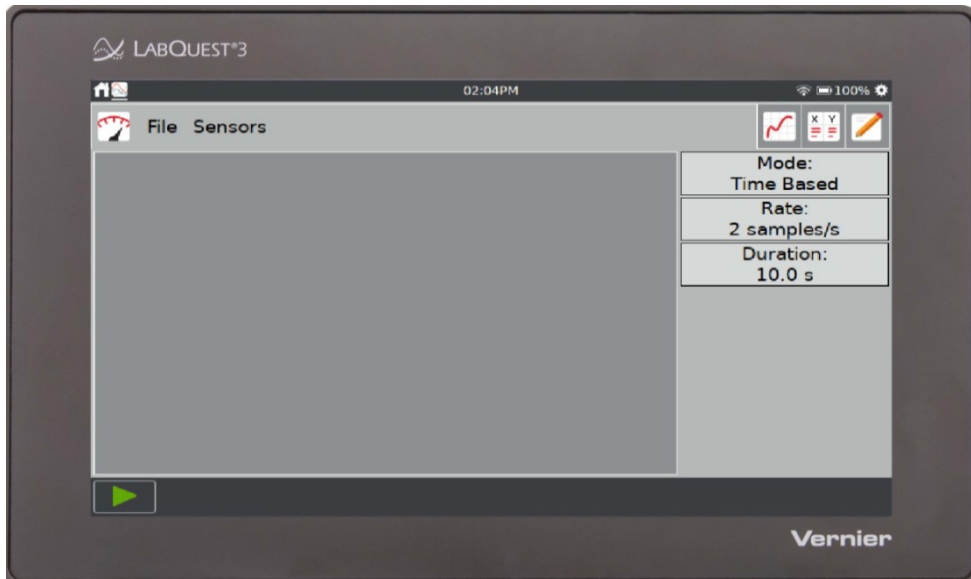 LABQUEST®3
02:04PM
100%
File Sensors
X Y
Mode:
Time Based
Rate:
2 samples/s
Duration:
10.0 s
Vernier